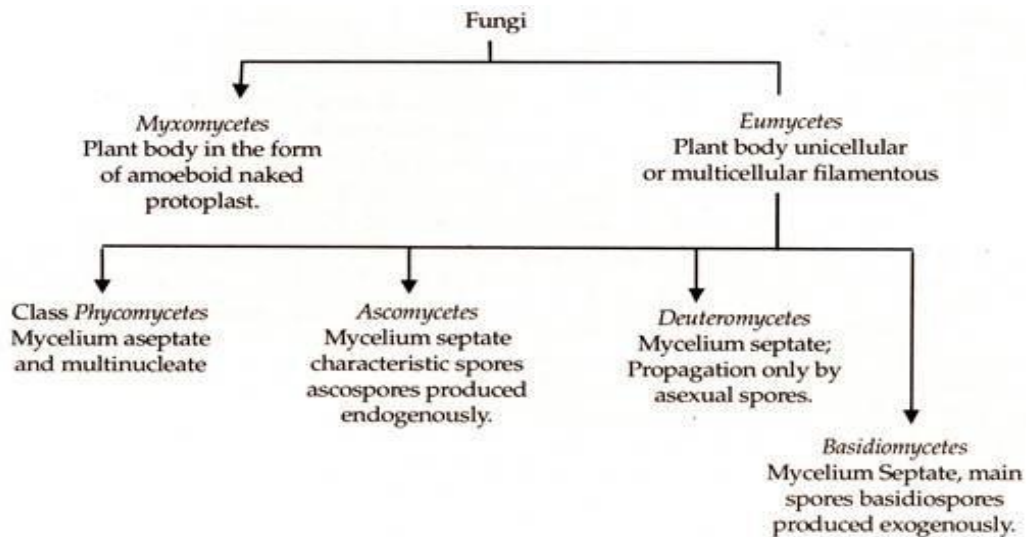 Fungi
Myxomycetes
Plant body in the form
of amoeboid naked
protoplast.
Eumycetes
Plant body unicellular
or multicellular filamentous
Class Phycomycetes
Mycelium aseptate
and multinucleate
Ascomycetes
Mycelium septate
characteristic spores
ascospores produced
endogenously.
Deuteromycetes
Mycelium septate;
Propagation only by
asexual spores.
Basidiomycetes
Mycelium Septate, main
spores basidiospores
produced exogenously.